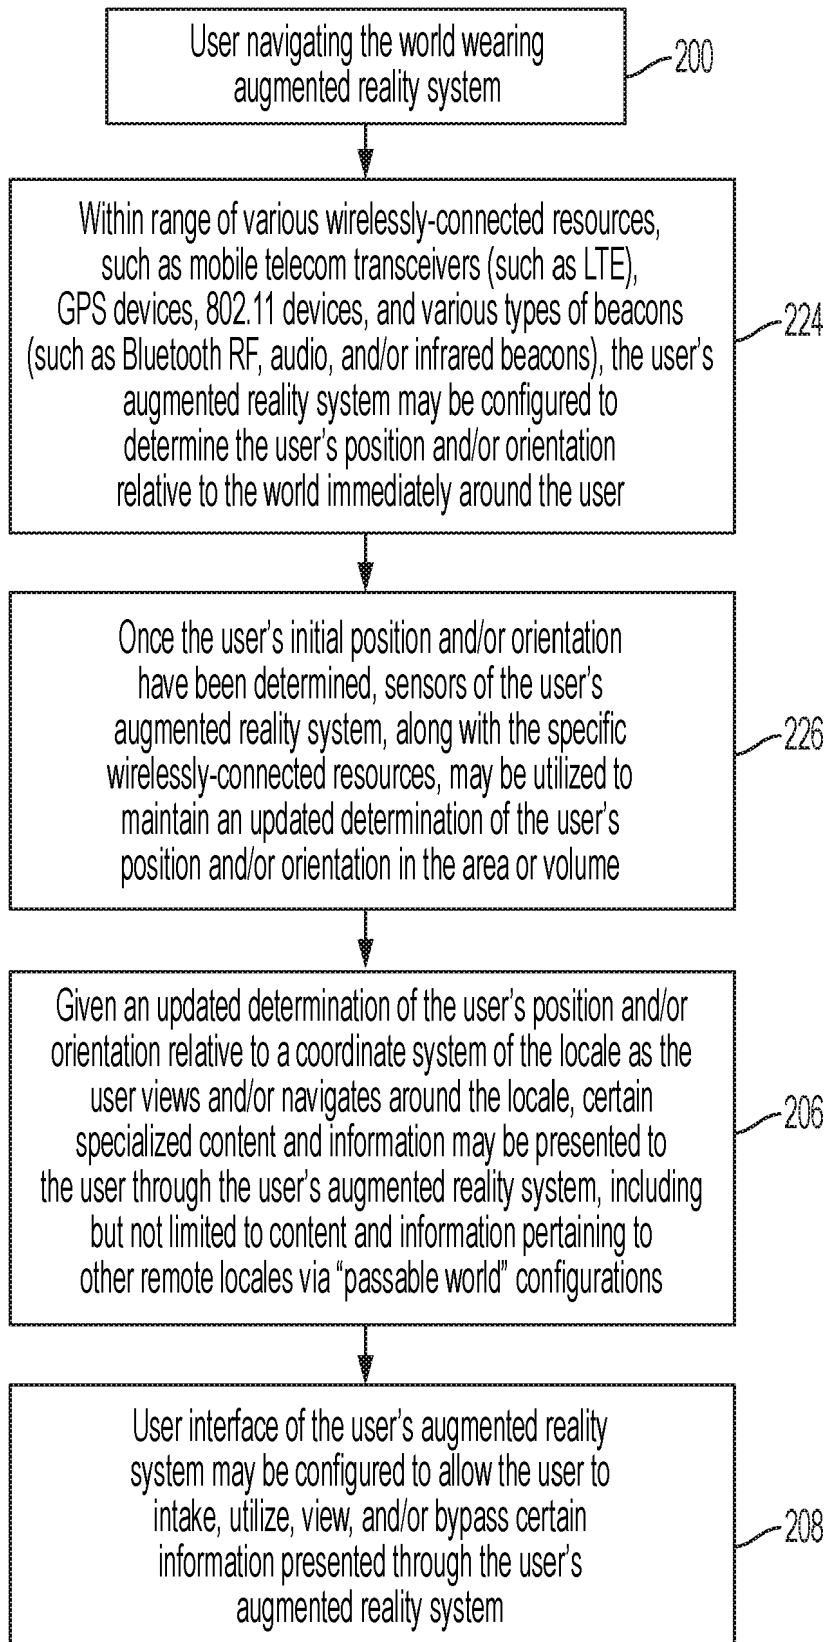 User navigating the world wearing
augmented reality system
200
Within range of various wirelessly-connected resources,
such as mobile telecom transceivers (such as LTE),
GPS devices, 802.11 devices, and various types of beacons
(such as Bluetooth RF, audio, and/or infrared beacons), the user’s
augmented reality system may be configured to
determine the user’s position and/or orientation
relative to the world immediately around the user
224
Once the user’s initial position and/or orientation
have been determined, sensors of the user’s
augmented reality system, along with the specific
wirelessly-connected resources, may be utilized to
maintain an updated determination of the user’s
position and/or orientation in the area or volume
226
Given an updated determination of the user’s position and/or
orientation relative to a coordinate system of the locale as the
user views and/or navigates around the locale, certain
specialized content and information may be presented to
the user through the user’s augmented reality system, including
but not limited to content and information pertaining to
other remote locales via “passable world” configurations
206
User interface of the user’s augmented reality
system may be configured to allow the user to
intake, utilize, view, and/or bypass certain
information presented through the user’s
augmented reality system
208